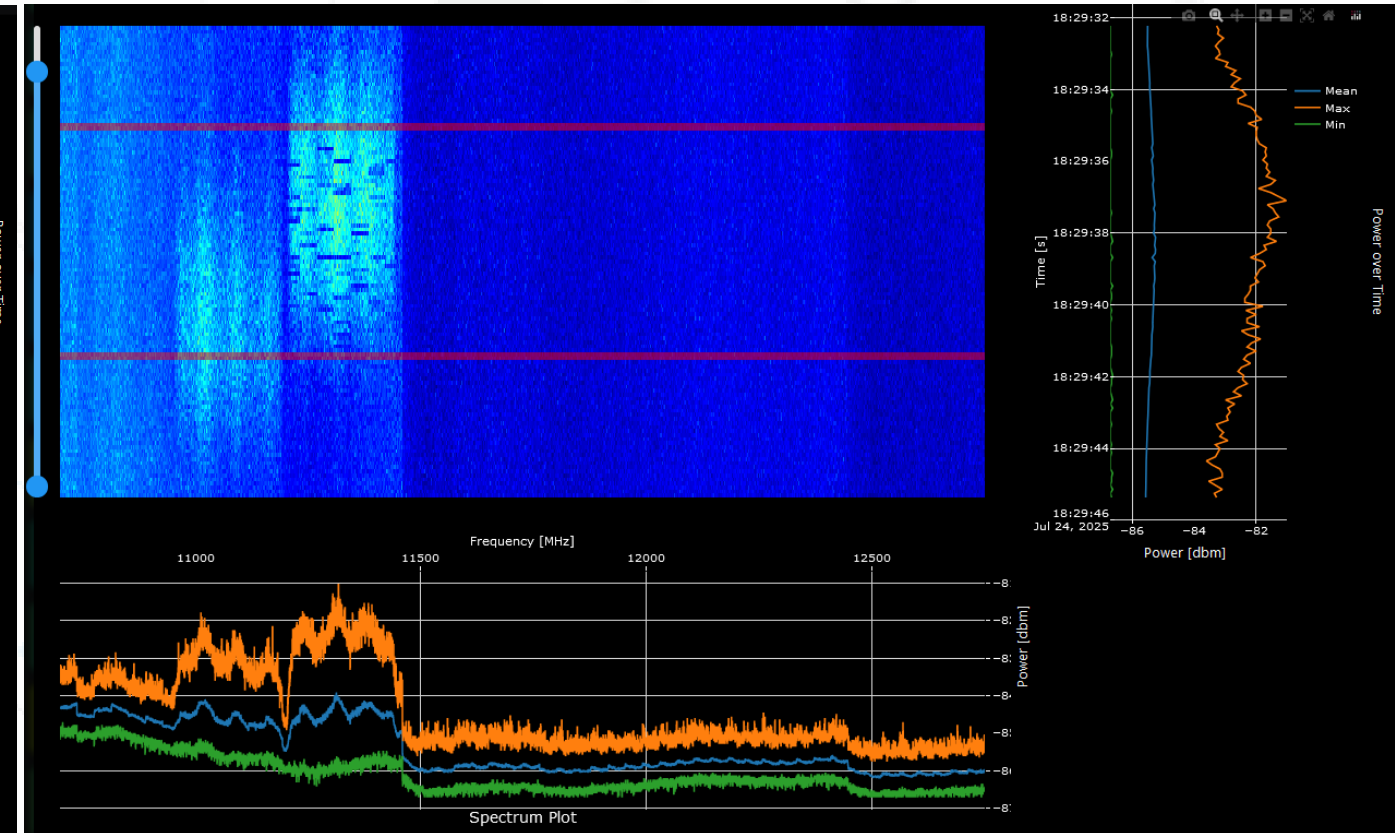 18:29:32
18:29:34
18:29:36
18:29:38
18:29:40
18:29:42
18:29:44
18:29:46
Jul 24, 2025
Time [s]
−86
−84
−82
Power [dbm]
Mean
Max
Min
Power over Time
Frequency [MHz]
11000
11500
12000
12500
Power [dbm]
Spectrum Plot